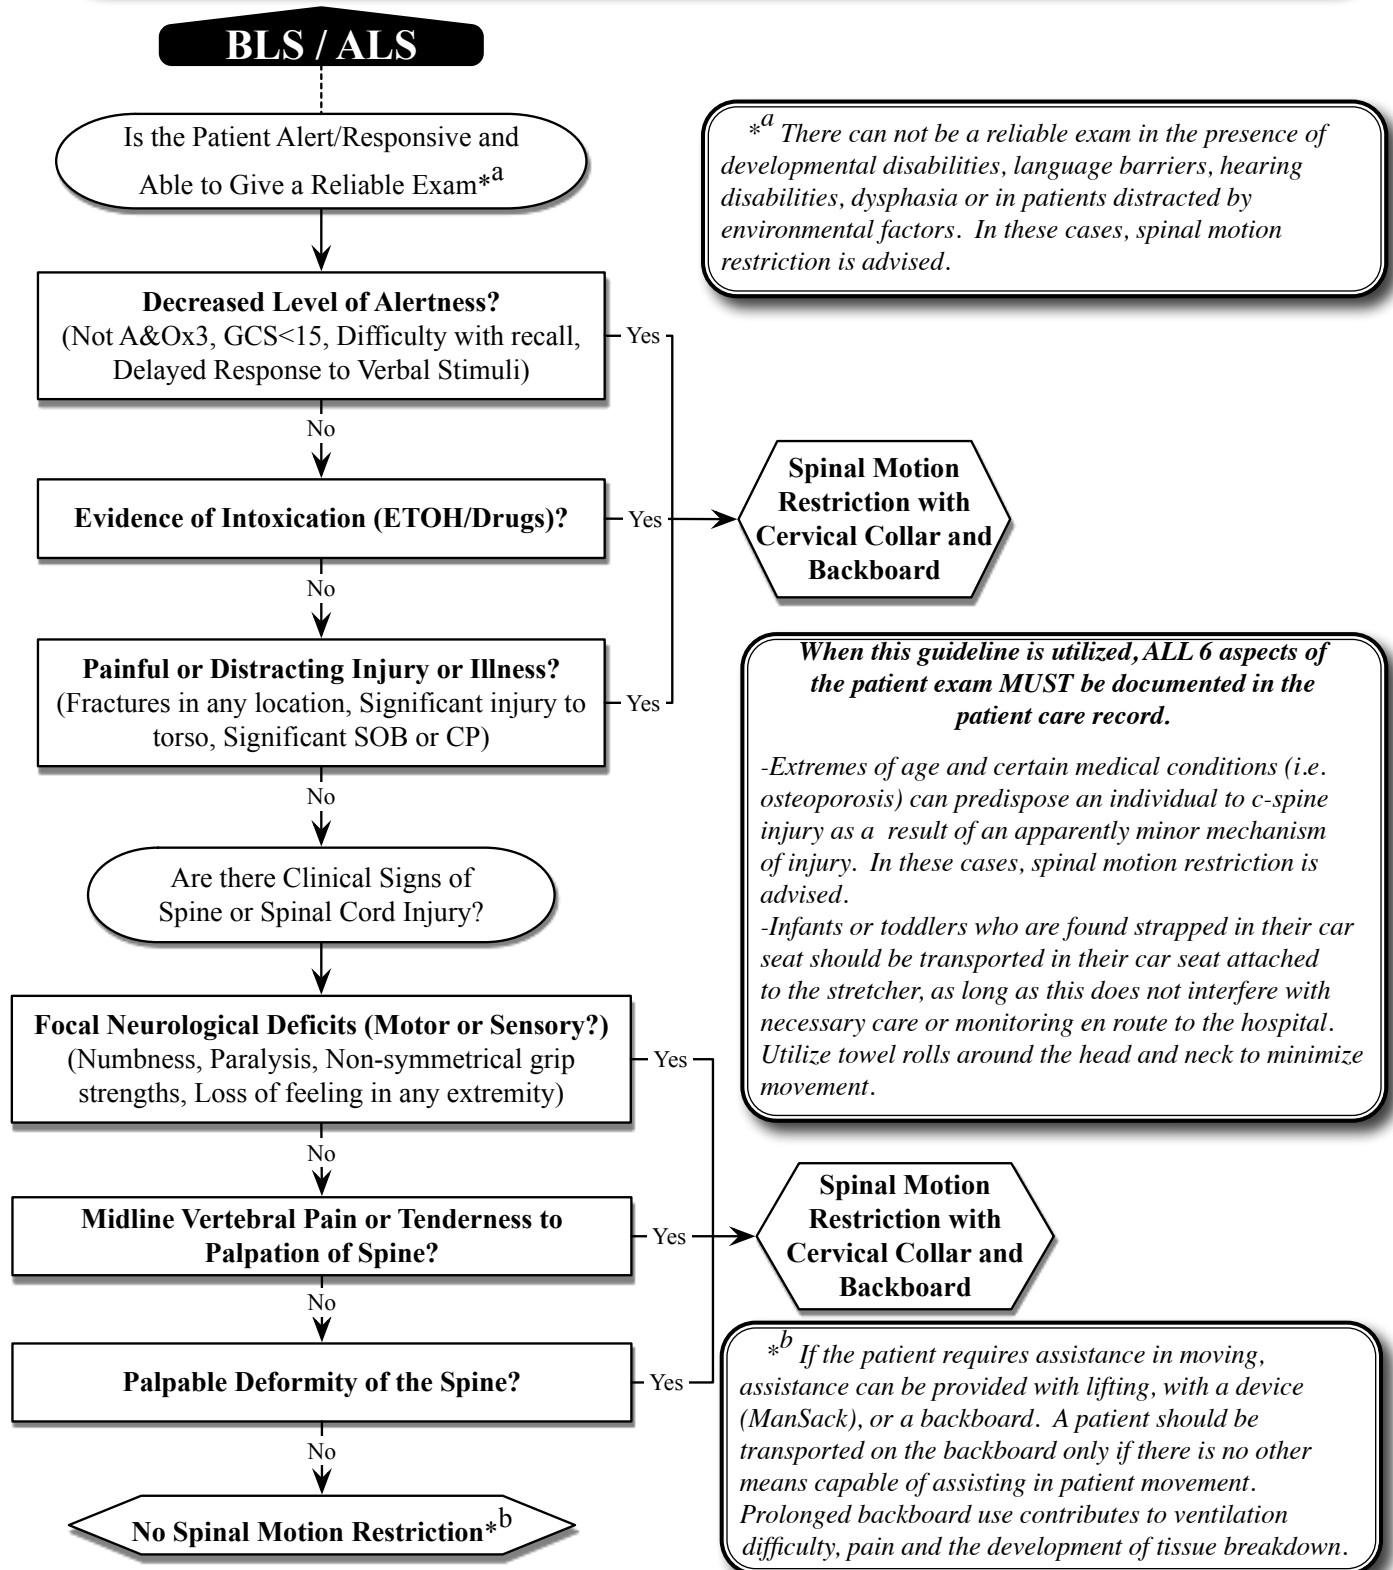 BLS / ALS
Is the Patient Alert/Responsive and
Able to Give a Reliable Exam*a
*a There can not be a reliable exam in the presence of
developmental disabilities, language barriers, hearing
disabilities, dysphasia or in patients distracted by
environmental factors. In these cases, spinal motion
restriction is advised.
Decreased Level of Alertness?
(Not A&Ox3, GCS<15, Difficulty with recall,
Delayed Response to Verbal Stimuli)
Yes
No
Evidence of Intoxication (ETOH/Drugs)?
Yes
Spinal Motion
Restriction with
Cervical Collar and
Backboard
No
Painful or Distracting Injury or Illness?
(Fractures in any location, Significant injury to
torso, Significant SOB or CP)
Yes
No
When this guideline is utilized, ALL 6 aspects of
the patient exam MUST be documented in the
patient care record.
-Extremes of age and certain medical conditions (i.e.
osteoporosis) can predispose an individual to c-spine
injury as a result of an apparently minor mechanism
of injury. In these cases, spinal motion restriction is
advised.
-Infants or toddlers who are found strapped in their car
seat should be transported in their car seat attached
to the stretcher, as long as this does not interfere with
necessary care or monitoring en route to the hospital.
Utilize towel rolls around the head and neck to minimize
movement.
Are there Clinical Signs of
Spine or Spinal Cord Injury?
Focal Neurological Deficits (Motor or Sensory?)
(Numbness, Paralysis, Non-symmetrical grip
strengths, Loss of feeling in any extremity)
Yes
No
Midline Vertebral Pain or Tenderness to
Palpation of Spine?
Yes
Spinal Motion
Restriction with
Cervical Collar and
Backboard
No
Palpable Deformity of the Spine?
Yes
No
No Spinal Motion Restriction*b
*b If the patient requires assistance in moving,
assistance can be provided with lifting, with a device
(ManSack), or a backboard. A patient should be
transported on the backboard only if there is no other
means capable of assisting in patient movement.
Prolonged backboard use contributes to ventilation
difficulty, pain and the development of tissue breakdown.